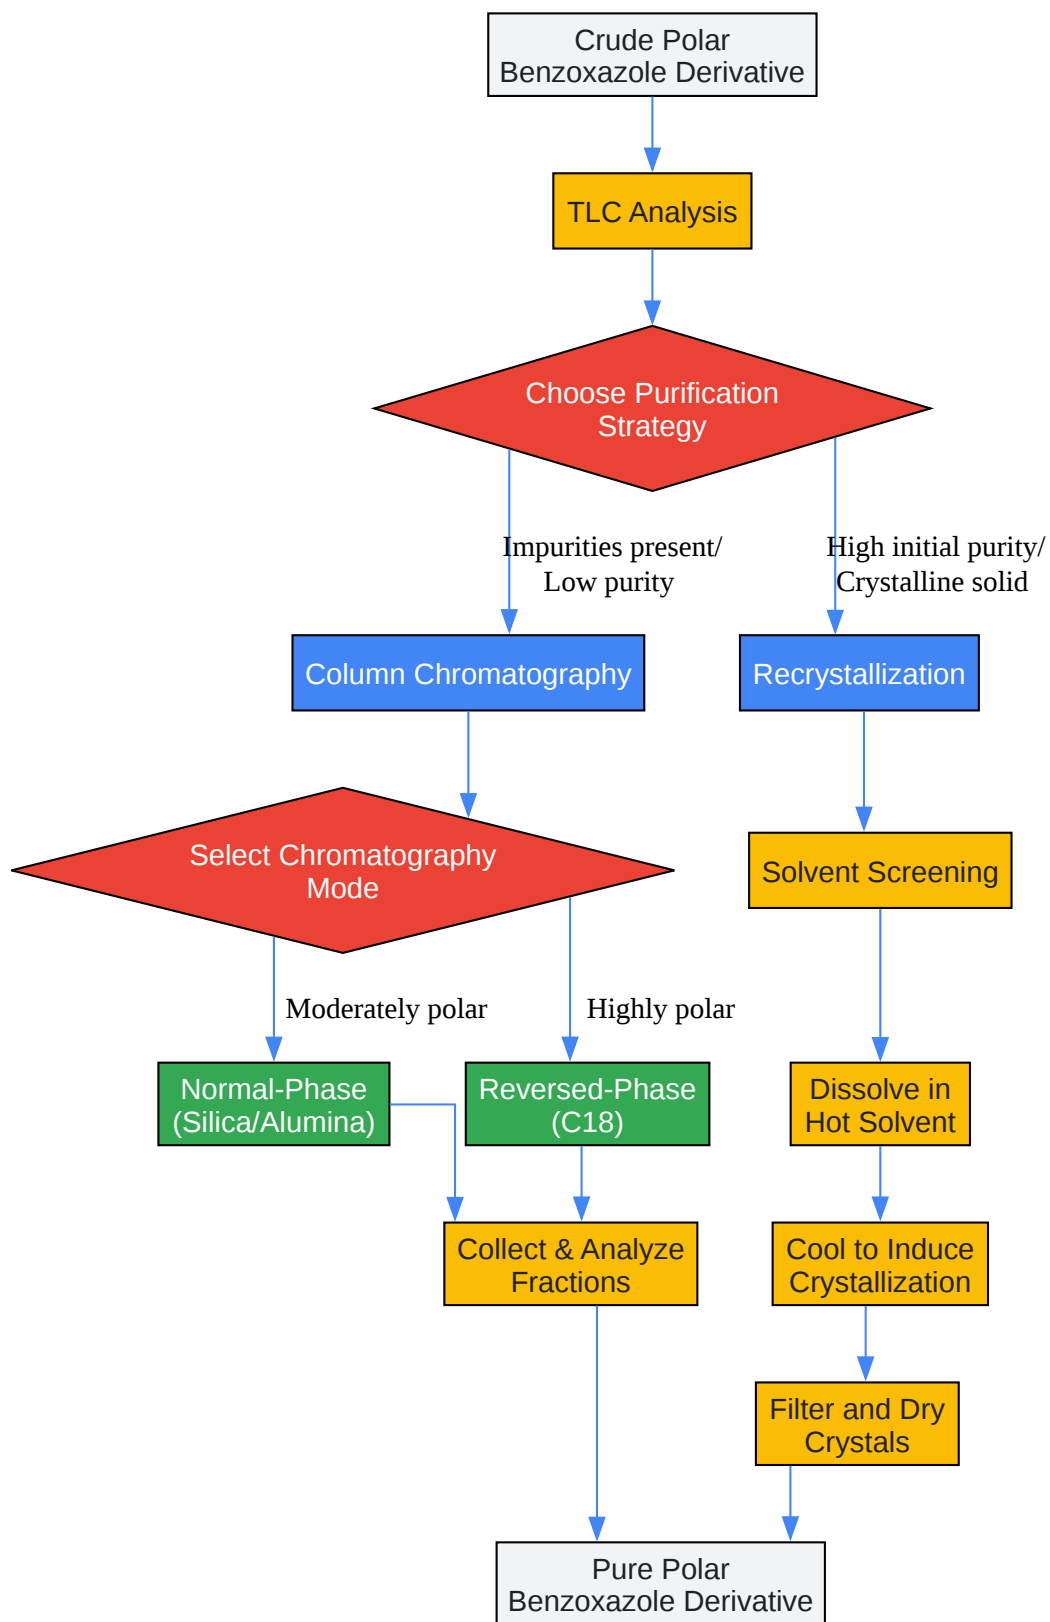 Crude Polar
Benzoxazole Derivative
TLC Analysis
Choose Purification
Strategy
Impurities present/
Low purity
High initial purity/
Crystalline solid
Column Chromatography
Recrystallization
Select Chromatography
Mode
Solvent Screening
Moderately polar
Highly polar
Normal-Phase
(Silica/Alumina)
Reversed-Phase
(C18)
Dissolve in
Hot Solvent
Collect & Analyze
Fractions
Cool to Induce
Crystallization
Filter and Dry
Crystals
Pure Polar
Benzoxazole Derivative